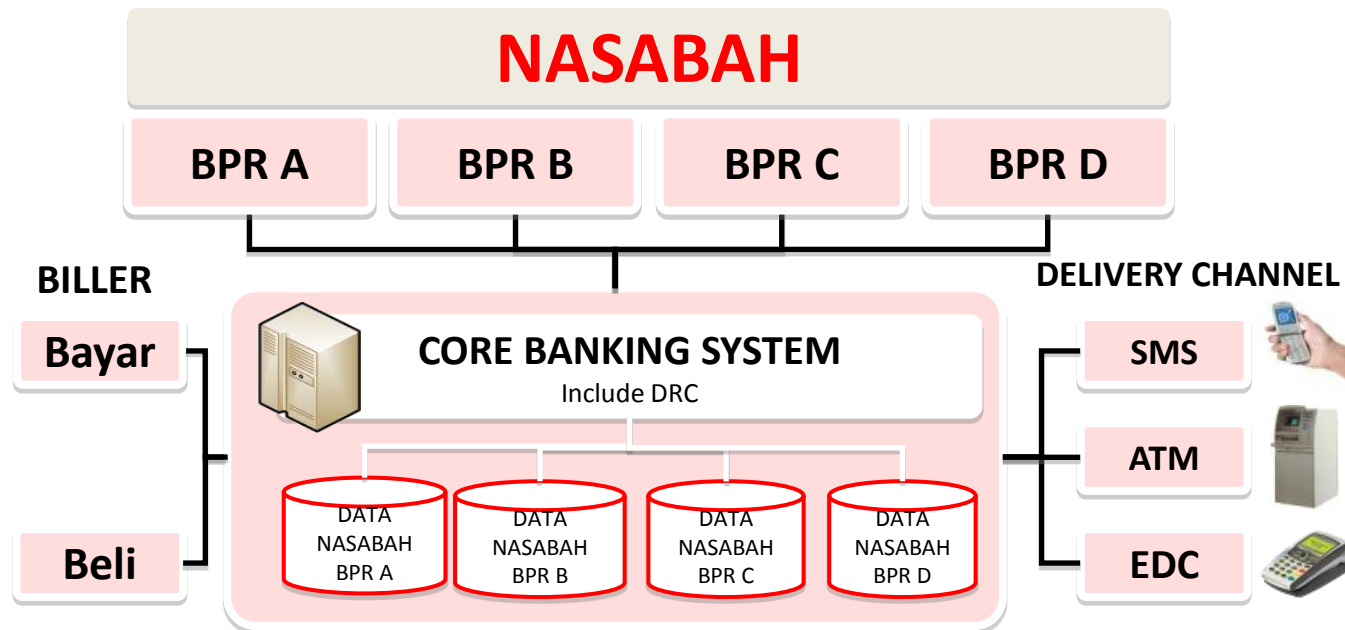 NASABAH
BPR A
BPR B
BPR C
BPR D
BILLER
Bayar
Beli
CORE BANKING SYSTEM
Include DRC
DATA
NASABAH
BPR A
DATA
NASABAH
BPR B
DATA
NASABAH
BPR C
DATA
NASABAH
BPR D
DELIVERY CHANNEL
SMS
ATM
EDC